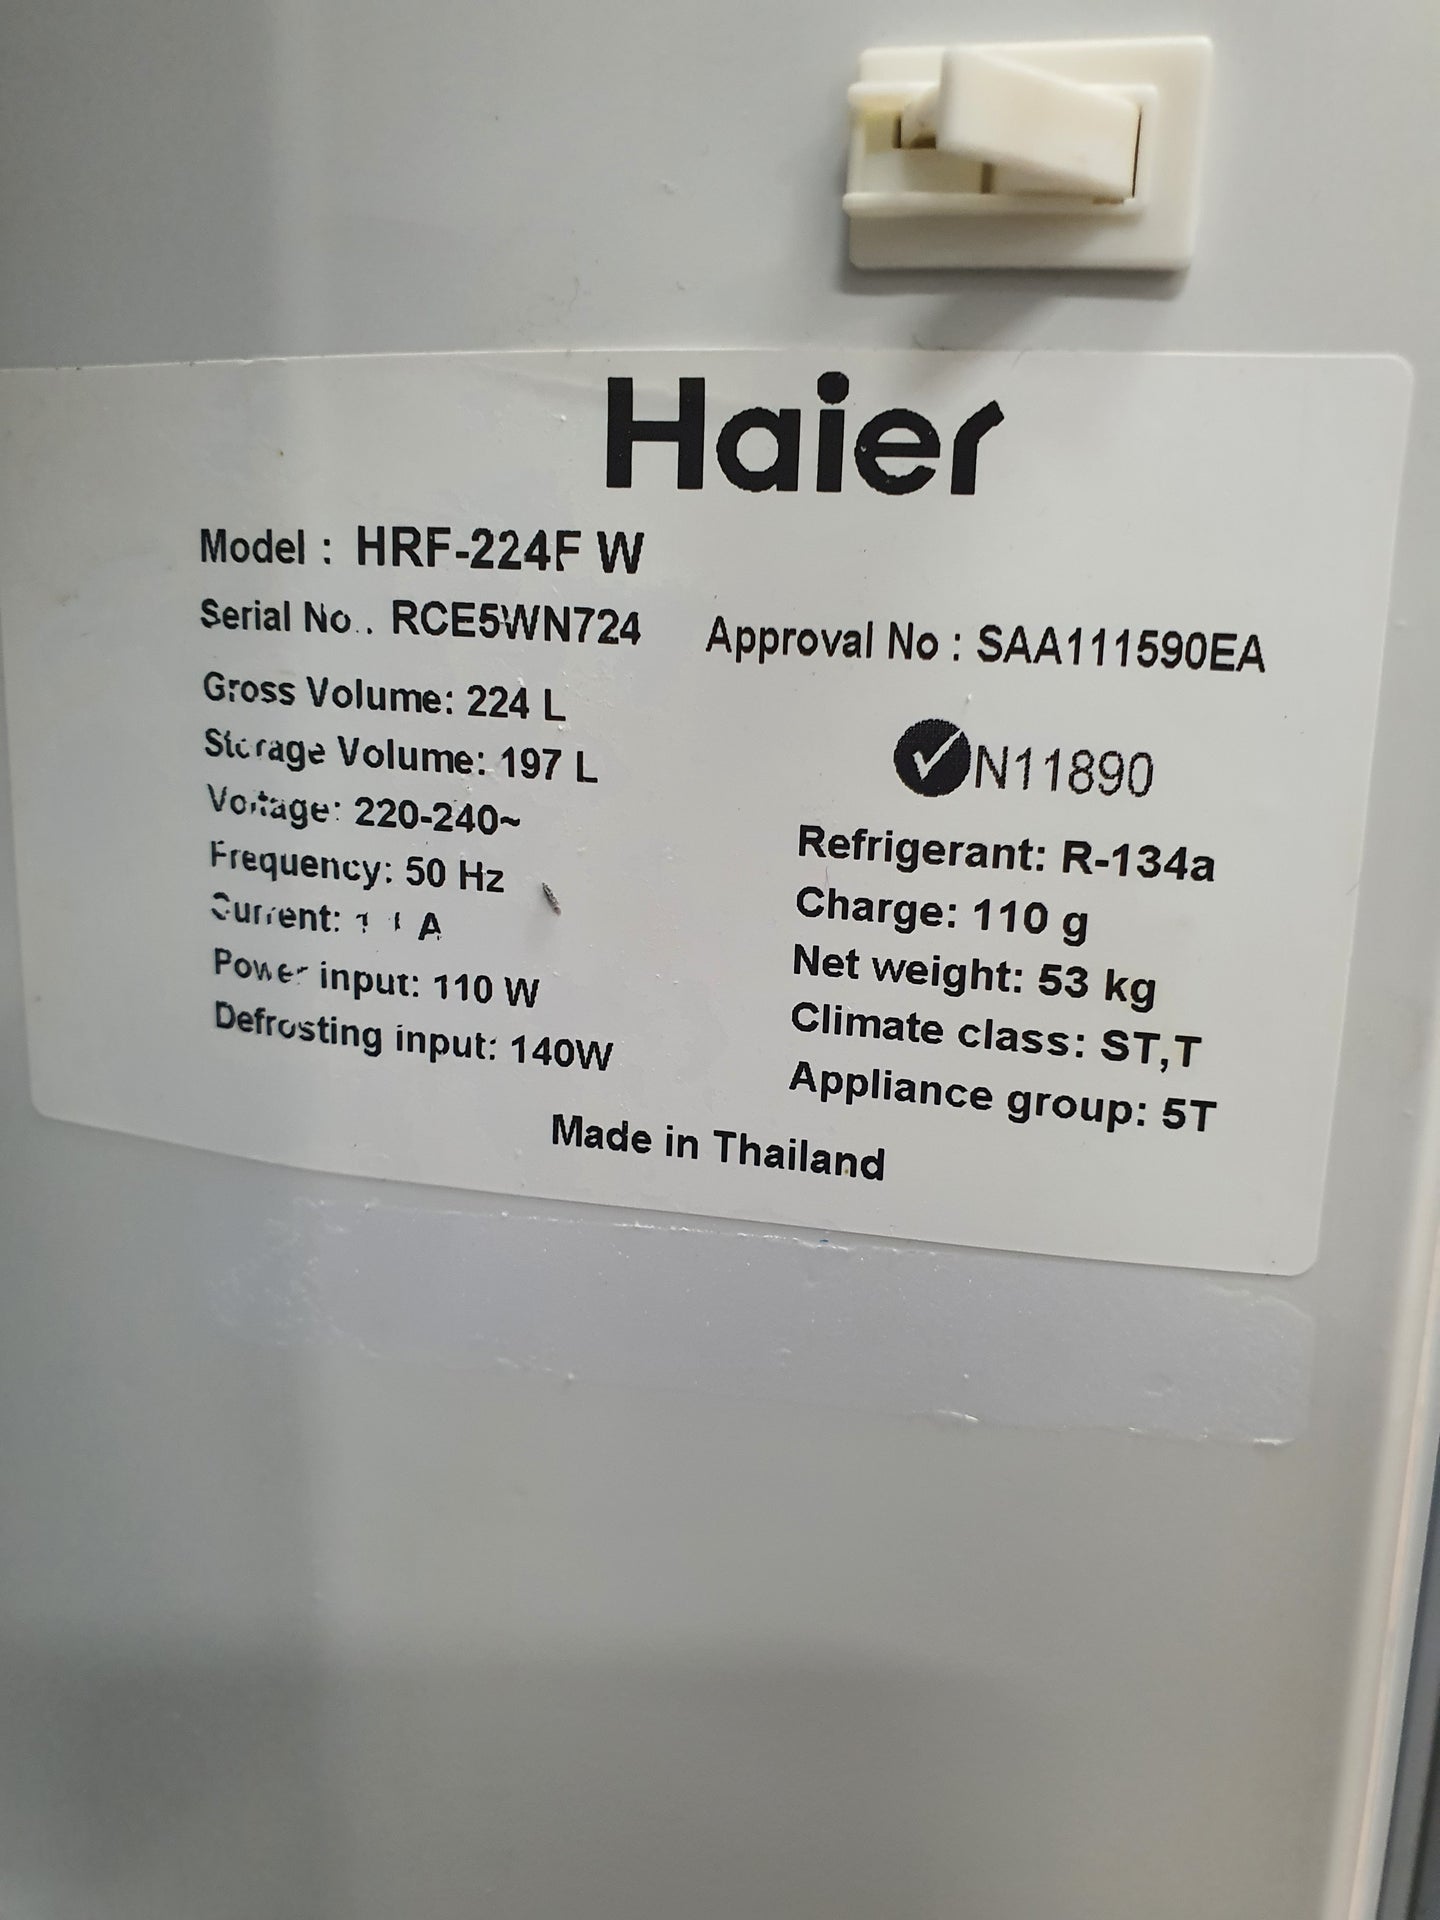 Haier
Model : HRF-224F W
Serial No.. RCE5WN724
Approval No : SAA111590EA
Gross Volume: 224 L
Storage Volume: 197 L
Voltage: 220-240~
Frequency: 50 Hz
Current: A
Power input: 110 W
Defrosting input: 140W
N11890
Refrigerant: R-134a
Charge: 110 g
Net weight: 53 kg
Climate class: ST,T
Appliance group: 5T
Made in Thailand